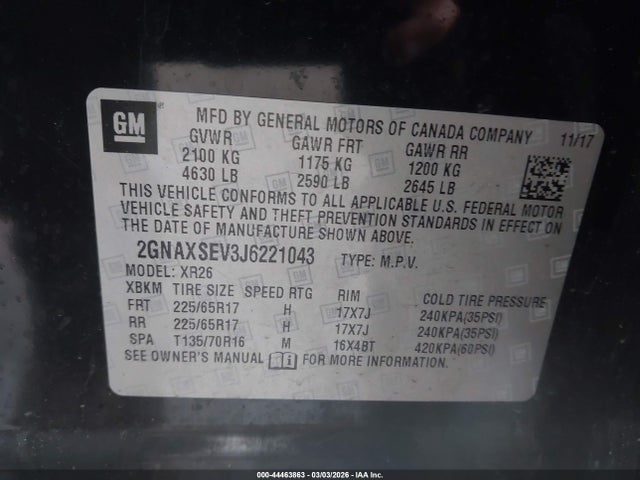 GM
MFD BY GENERAL MOTORS OF CANADA COMPANY 11/17
GVWR GAWR FRT GAWR RR
2100 KG 1175 KG 1200 KG
4630 LB 2590 LB 2645 LB
THIS VEHICLE CONFORMS TO ALL APPLICABLE U.S. FEDERAL MOTOR
VEHICLE SAFETY AND THEFT PREVENTION STANDARDS IN EFFECT ON
THE DATE OF MANUFACTURE SHOWN ABOVE.
2GNAXSEV3J6221043 TYPE: M.P.V.
MODEL: XR26
XBKM TIRE SIZE SPEED RTG RIM COLD TIRE PRESSURE
FRT 225/65R17 H 17X7J 240KPA(35PSI)
RR 225/65R17 H 17X7J 240KPA(35PSI)
SPA T135/70R16 M 16X4BT 420KPA(60PSI)
SEE OWNER'S MANUAL i FOR MORE INFORMATION.
000-44463863 | 03/03/2026 | IAA Inc.